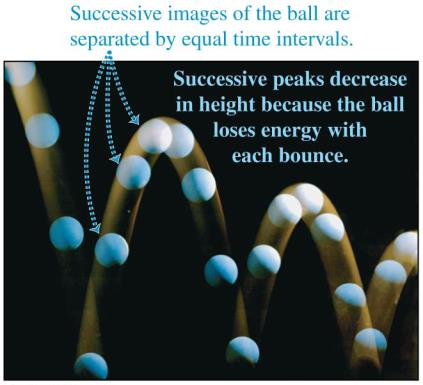 Successive images of the ball are
separated by equal time intervals.
Successive peaks decrease
in height because the ball
loses energy with
each bounce.